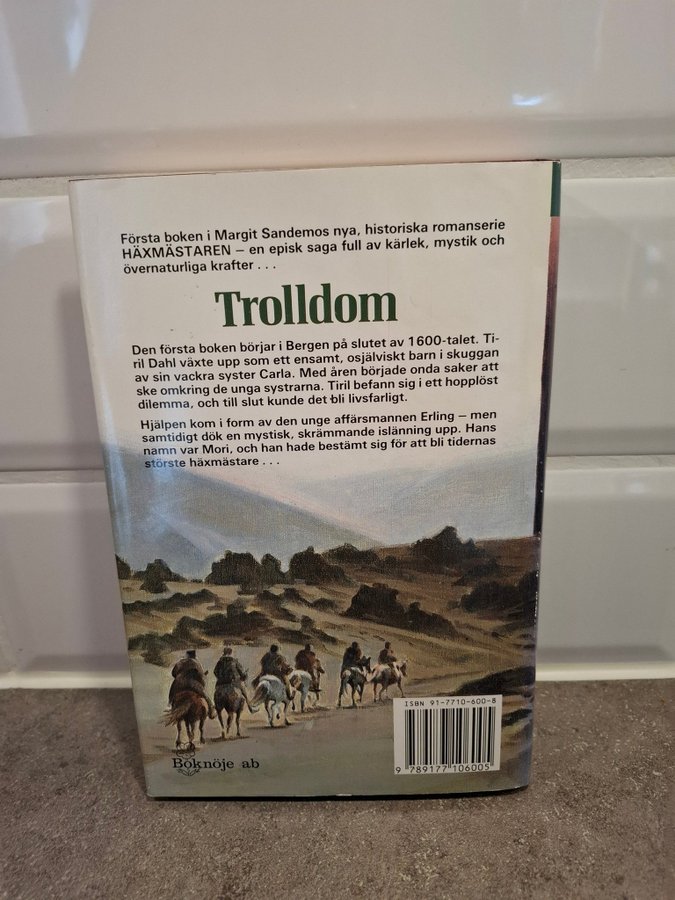 Första boken i Margit Sandemos nya, historiska romanserie
HÄXMÄSTAREN – en episk saga full av kärlek, mystik och
övernaturliga krafter . . .
Trolldom
Den första boken börjar i Bergen på slutet av 1600-talet. Ti-
ril Dahl växte upp som ett ensamt, osjälviskt barn i skuggan
av sin vackra syster Carla. Med åren började onda saker att
ske omkring de unga systrarna. Tiril befann sig i ett hopplöst
dilemma, och till slut kunde det bli livsfarligt.
Hjälpen kom i form av den unge affärsmannen Erling – men
samtidigt dök en mystisk, skrämmande islänning upp. Hans
namn var Mori, och han hade bestämt sig för att bli tidernas
störste häxmästare . . .
ISBN 91-7710-600-8
9 789177 106005
Boknöje ab